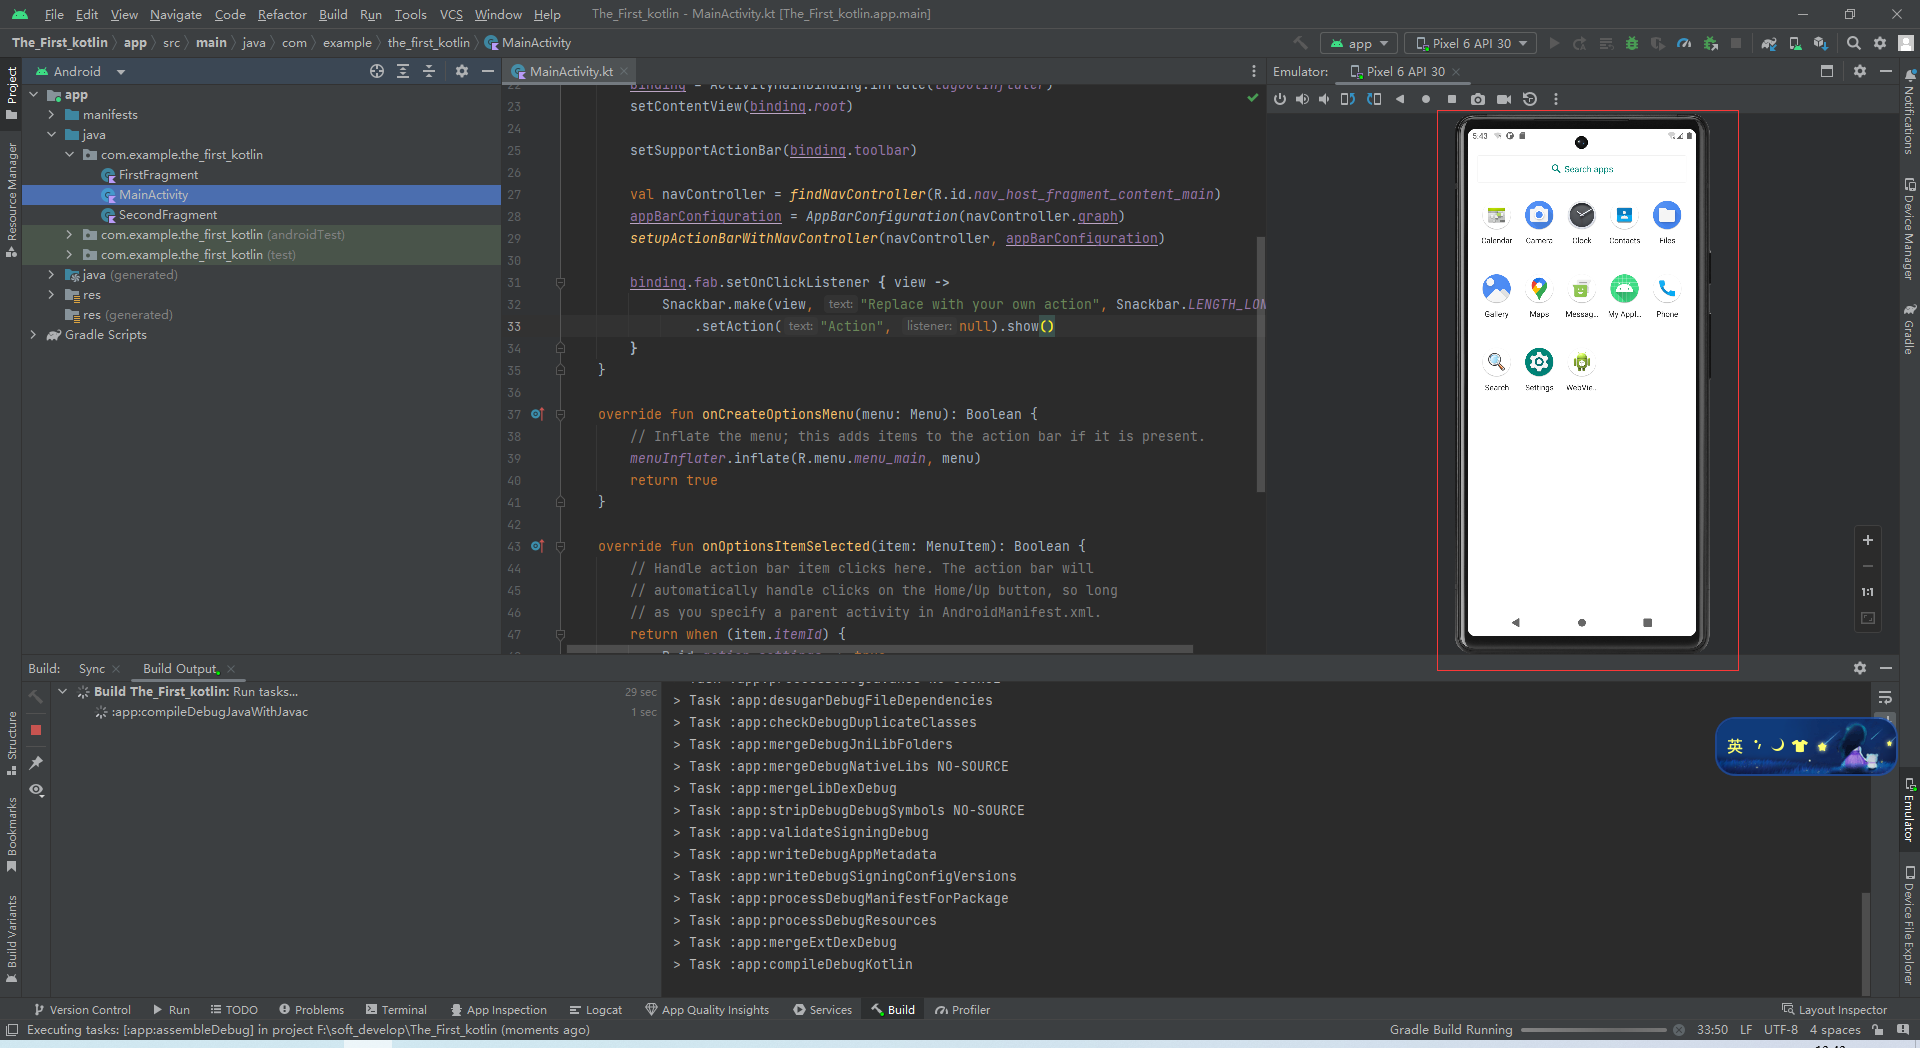 File Edit View Navigate Code Refactor Build Run Tools VCS Window Help The_First_kotlin - MainActivity.kt [The_First_kotlin.app.main]
The_First_kotlin app src main java com example the_first_kotlin MainActivity
app Pixel 6 API 30
Project
Resource Manager
Structure
Bookmarks
Build Variants
Android
app
manifests
java
com.example.the_first_kotlin
FirstFragment
MainActivity
SecondFragment
com.example.the_first_kotlin (androidTest)
com.example.the_first_kotlin (test)
java (generated)
res
res (generated)
Gradle Scripts
MainActivity.kt
22 binding = ActivityMainBinding.inflate(layoutInflater)
23 setContentView(binding.root)
24
25 setSupportActionBar(binding.toolbar)
26
27 val navController = findNavController(R.id.nav_host_fragment_content_main)
28 appBarConfiguration = AppBarConfiguration(navController.graph)
29 setupActionBarWithNavController(navController, appBarConfiguration)
30
31 binding.fab.setOnClickListener { view ->
32 Snackbar.make(view, text: "Replace with your own action", Snackbar.LENGTH_LON
33 .setAction( text: "Action", listener: null).show()
34 }
35 }
36
37 override fun onCreateOptionsMenu(menu: Menu): Boolean {
38 // Inflate the menu; this adds items to the action bar if it is present.
39 menuInflater.inflate(R.menu.menu_main, menu)
40 return true
41 }
42
43 override fun onOptionsItemSelected(item: MenuItem): Boolean {
44 // Handle action bar item clicks here. The action bar will
45 // automatically handle clicks on the Home/Up button, so long
46 // as you specify a parent activity in AndroidManifest.xml.
47 return when (item.itemId) {
Emulator: Pixel 6 API 30
5:43
Search apps
Calendar Camera Clock Contacts Files
Gallery Maps Messag... My Appl... Phone
Search Settings WebVie...
1:1
Notifications
Device Manager
Gradle
Emulator
Device File Explorer
Build: Sync Build Output
Build The_First_kotlin: Run tasks... 29 sec
:app:compileDebugJavaWithJavac 1 sec
> Task :app:desugarDebugFileDependencies
> Task :app:checkDebugDuplicateClasses
> Task :app:mergeDebugJniLibFolders
> Task :app:mergeDebugNativeLibs NO-SOURCE
> Task :app:mergeLibDexDebug
> Task :app:stripDebugDebugSymbols NO-SOURCE
> Task :app:validateSigningDebug
> Task :app:writeDebugAppMetadata
> Task :app:writeDebugSigningConfigVersions
> Task :app:processDebugManifestForPackage
> Task :app:processDebugResources
> Task :app:mergeExtDexDebug
> Task :app:compileDebugKotlin
英
Version Control Run TODO Problems Terminal App Inspection Logcat App Quality Insights Services Build Profiler Layout Inspector
Executing tasks: [:app:assembleDebug] in project F:\soft_develop\The_First_kotlin (moments ago) Gradle Build Running 33:50 LF UTF-8 4 spaces